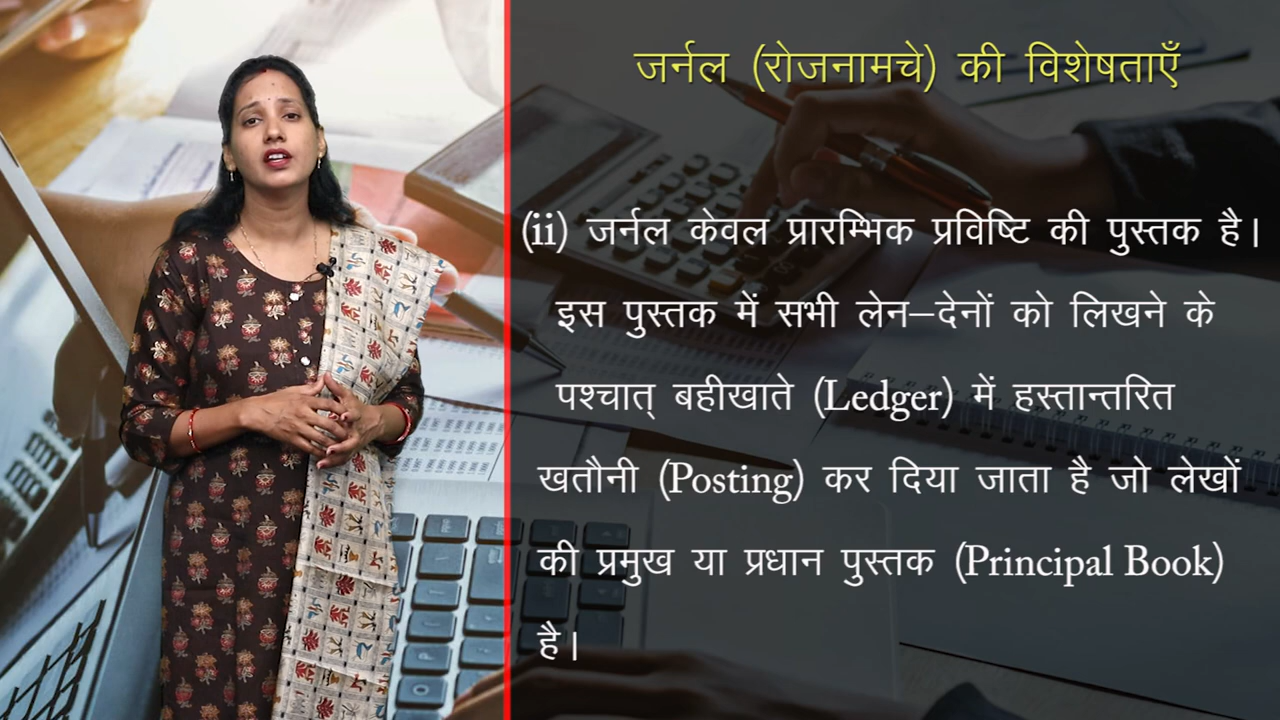 जर्नल (रोजनामचे) की विशेषताएँ
(ii) जर्नल केवल प्रारम्भिक प्रविष्टि की पुस्तक है।
इस पुस्तक में सभी लेन–देनों को लिखने के
पश्चात् बहीखाते (Ledger) में हस्तान्तरित
खतौनी (Posting) कर दिया जाता है जो लेखों
की प्रमुख या प्रधान पुस्तक (Principal Book)
है।